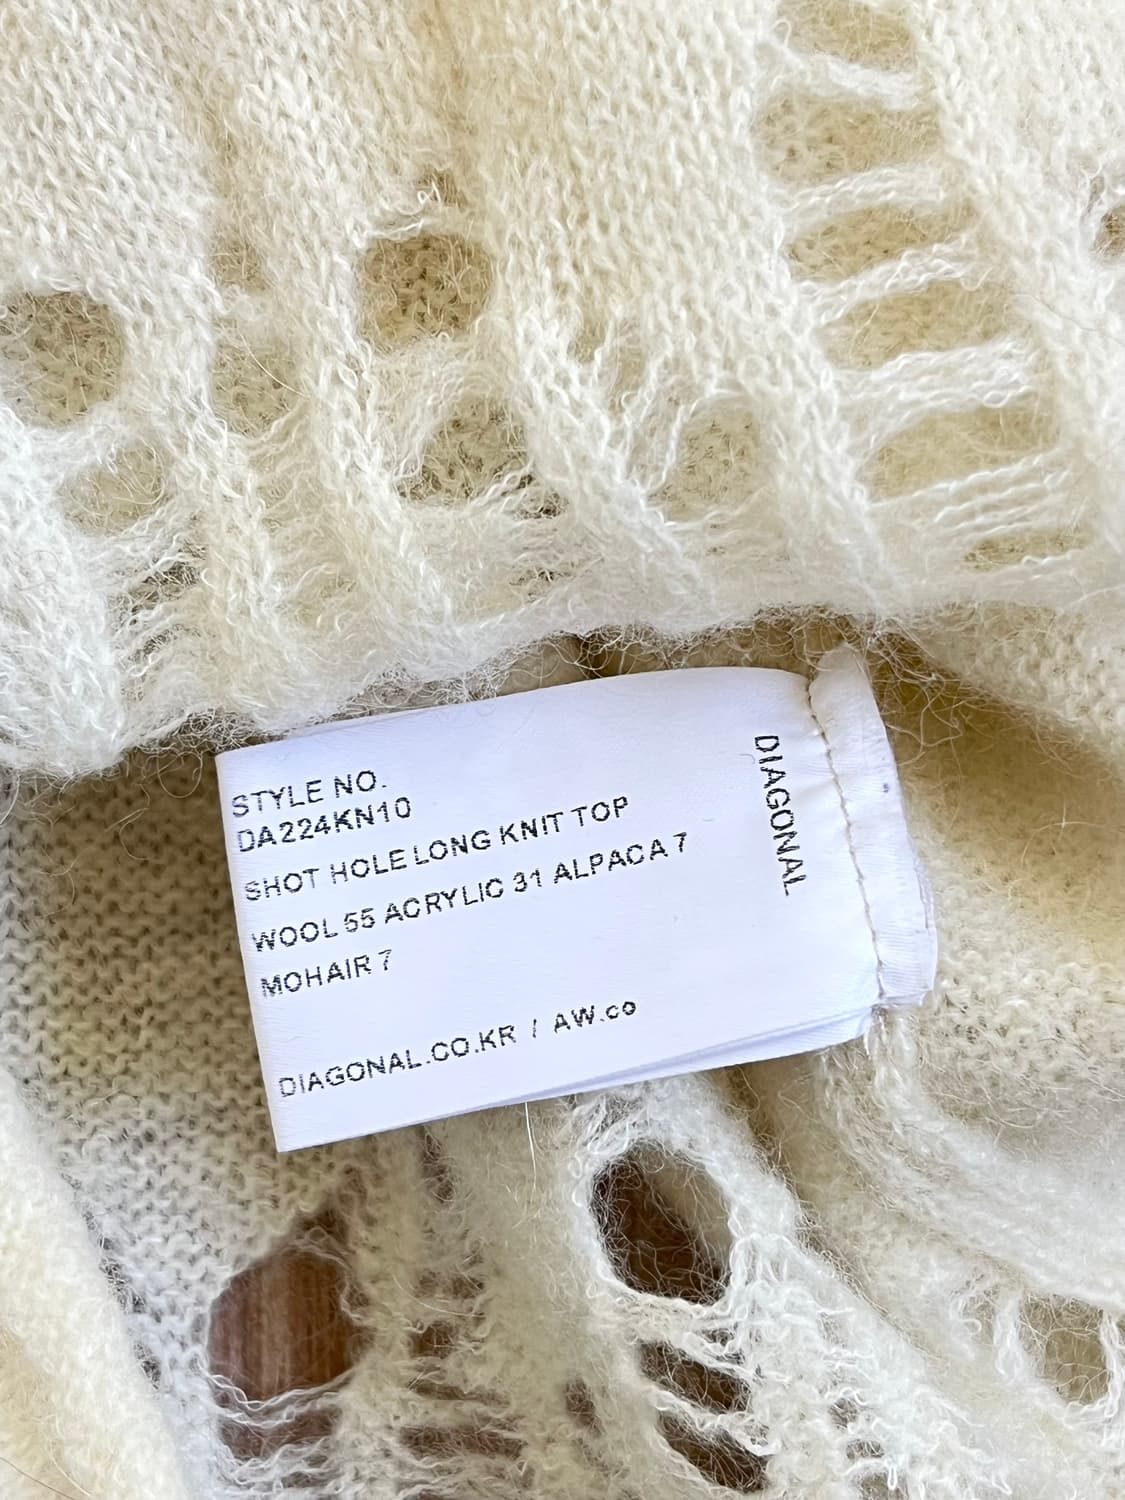 STYLE NO.
DA224KN10
SHOT HOLE LONG KNIT TOP
WOOL 55 ACRYLIC 31 ALPACA 7
MOHAIR 7
DIAGONAL.CO.KR / AW.co
DIAGONAL